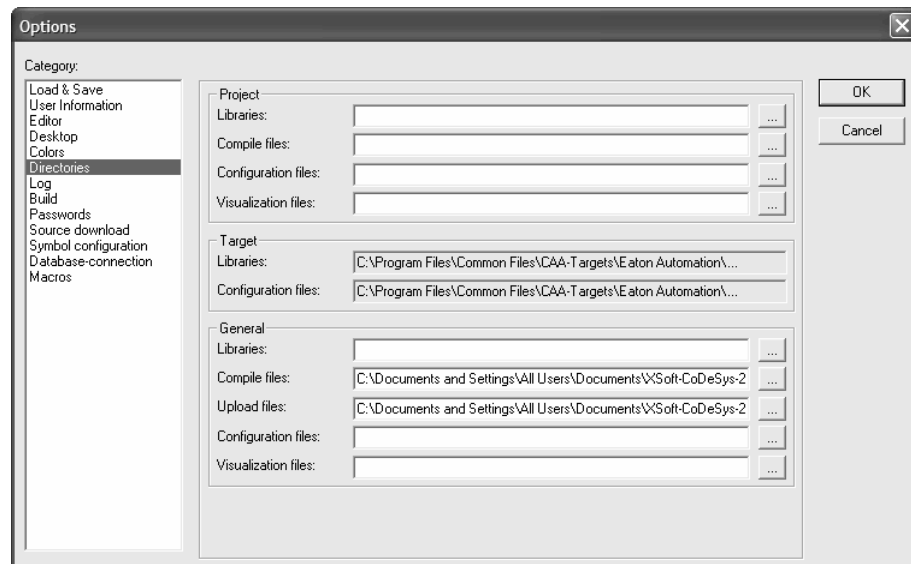 Options
Category:
Load & Save
User Information
Editor
Desktop
Colors
Directories
Log
Build
Passwords
Source download
Symbol configuration
Database-connection
Macros
Project
Libraries:
...
Compile files:
...
Configuration files:
...
Visualization files:
...
Target
Libraries:
C:\Program Files\Common Files\CAA-Targets\Eaton Automation\...
Configuration files:
C:\Program Files\Common Files\CAA-Targets\Eaton Automation\...
General
Libraries:
...
Compile files:
C:\Documents and Settings\All Users\Documents\XSoft-CoDeSys-2
...
Upload files:
C:\Documents and Settings\All Users\Documents\XSoft-CoDeSys-2
...
Configuration files:
...
Visualization files:
...
OK
Cancel